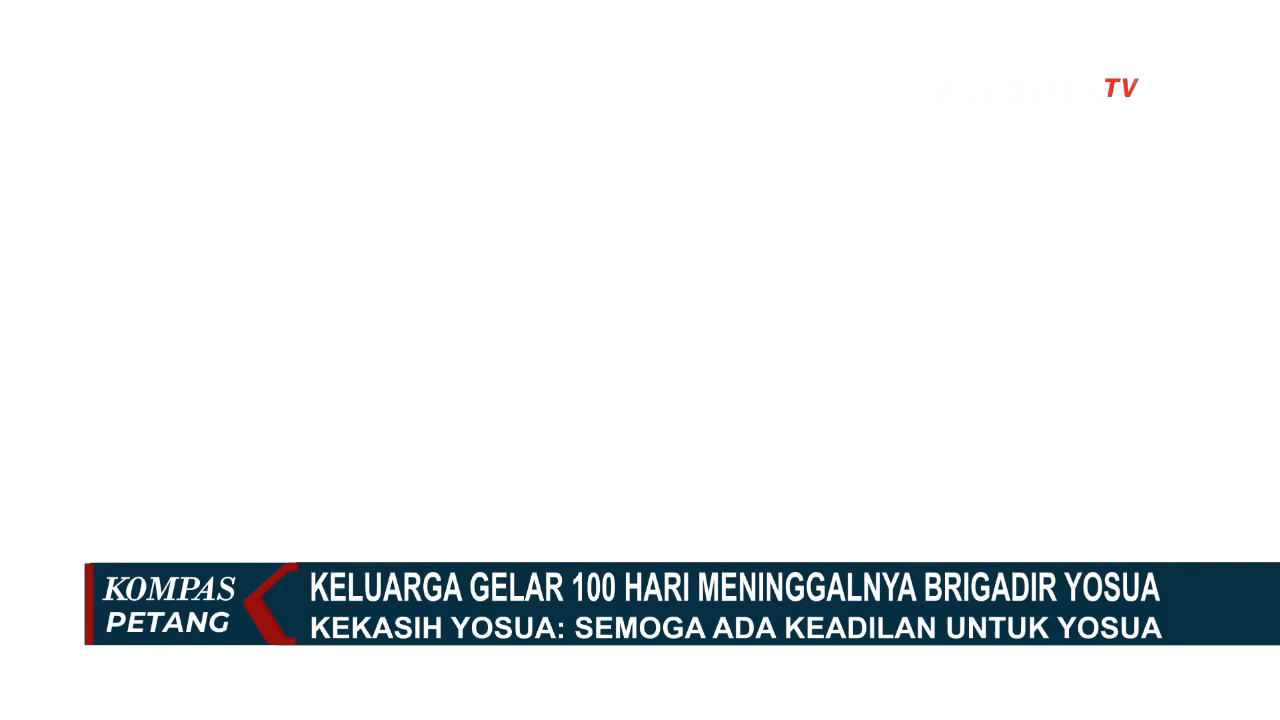 TV
KELUARGA GELAR 100 HARI MENINGGALNYA BRIGADIR YOSUA
KOMPAS
PETANG
KEKASIH YOSUA: SEMOGA ADA KEADILAN UNTUK YOSUA